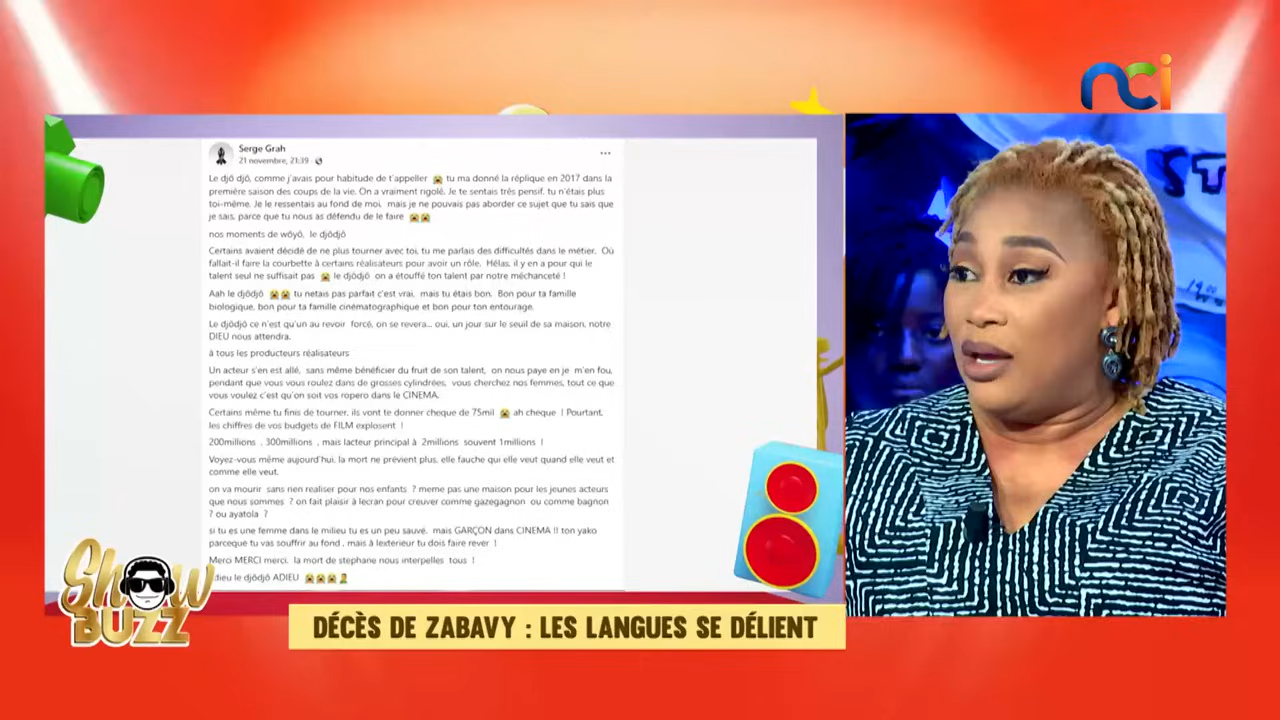 nci
Serge Grah
21 novembre, 21:39
Le djô djô, comme j'avais pour habitude de t'appeller 😭 tu ma donné la réplique en 2017 dans la
première saison des coups de la vie. On a vraiment rigolé. Je te sentais très pensif, tu n'étais plus
toi-même. Je le ressentais au fond de moi, mais je ne pouvais pas aborder ce sujet que tu sais que
je sais, parce que tu nous as défendu de le faire 😭😭
nos moments de wôyô, le djôdjô
Certains avaient décidé de ne plus tourner avec toi, tu me parlais des difficultés dans le métier. Où
fallait-il faire la courbette à certains réalisateurs pour avoir un rôle. Hélas, il y en a pour qui le
talent seul ne suffisait pas 😭 le djôdjô on a étouffé ton talent par notre méchanceté !
Aah le djôdjô 😭😭 tu netais pas parfait c'est vrai, mais tu étais bon. Bon pour ta famille
biologique, bon pour ta famille cinématographique et bon pour ton entourage.
Le djôdjô ce n'est qu'un au revoir forcé, on se revera... oui, un jour sur le seuil de sa maison, notre
DIEU nous attendra.
à tous les producteurs réalisateurs
Un acteur s'en est allé, sans même bénéficier du fruit de son talent, on nous paye en je m'en fou,
pendant que vous vous roulez dans de grosses cylindrées, vous cherchez nos femmes, tout ce que
vous voulez c'est qu'on soit vos ropero dans le CINEMA.
Certains même tu finis de tourner, ils vont te donner cheque de 75mil 😭 ah cheque ! Pourtant,
les chiffres de vos budgets de FILM explosent !
200millions , 300millions , mais lacteur principal à 2millions souvent 1millions !
Voyez-vous même aujourd'hui, la mort ne prévient plus, elle fauche qui elle veut quand elle veut et
comme elle veut.
on va mourir sans rien realiser pour nos enfants ? meme pas une maison pour les jeunes acteurs
que nous sommes ? on fait plaisir à lecran pour creuver comme gazegagnon ou comme bagnon
? ou ayatola ?
si tu es une femme dans le milieu tu es un peu sauvé, mais GARÇON dans CINEMA !! ton yako
parceque tu vas souffrir au fond , mais à lexterieur tu dois faire rever !
Mero MERCI merci, la mort de stephane nous interpelles tous !
dieu le djôdjô ADIEU 😭😭😭
Show
BUZZ
DÉCÈS DE ZABAVY : LES LANGUES SE DÉLIENT